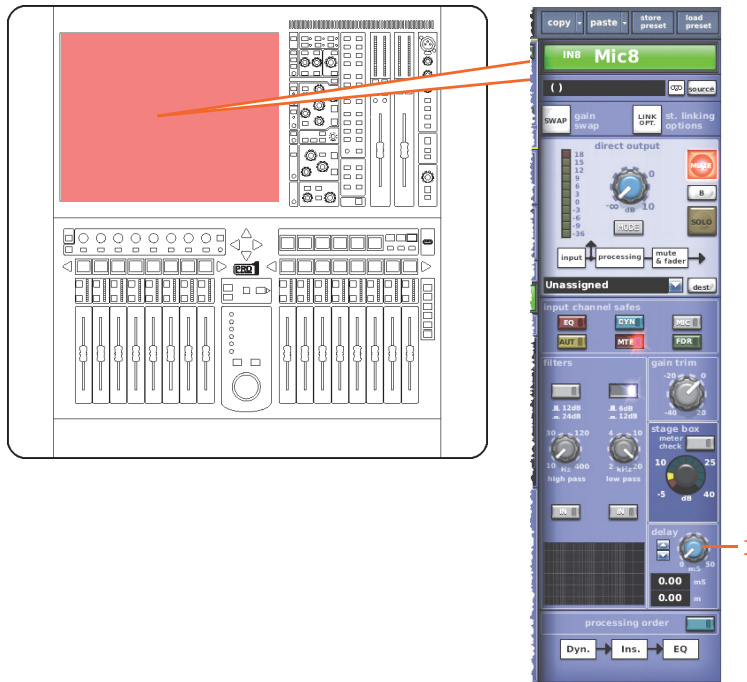 copy paste store preset load preset
IN8 Mic8
( ) source
SWAP gain swap LINK OPT. st. linking options
direct output
18
15
12
9
6
3
0
-3
-6
-9
-36
0
-∞ dB 10
MODE
MUTE
B
SOLO
input processing mute & fader
Unassigned dest
input channel safes
EQ DYN MIC
AUT MTE FDR
filters gain trim
-20 0
-40 20
12dB 6dB
24dB 12dB
stage box
meter check
30 120 4 10
10 Hz 400 2 kHz 20
high pass low pass
10 25
-5 dB 40
IN IN
delay
0 mS 50
0.00 mS
0.00 m
processing order
Dyn. Ins. EQ
PRO1